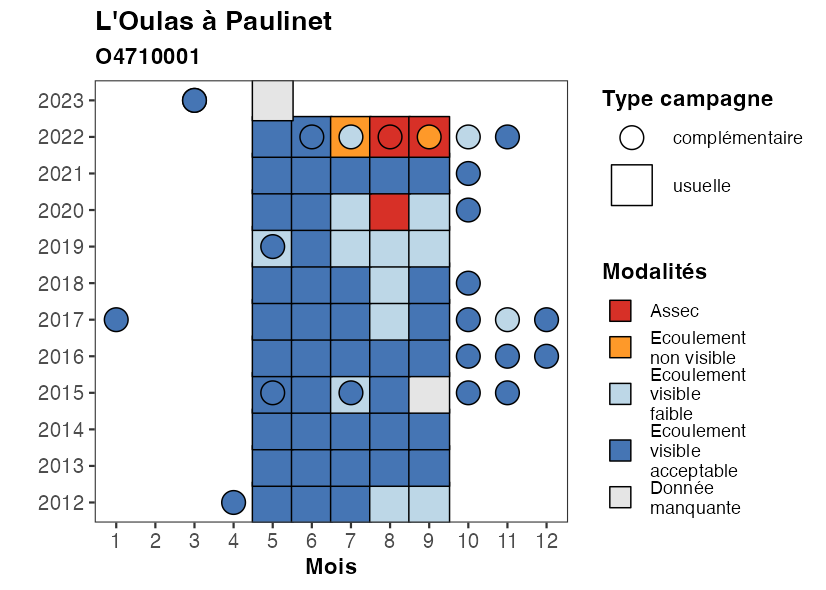 L'Oulas à Paulinet
O4710001
2023
2022
2021
2020
2019
2018
2017
2016
2015
2014
2013
2012
1 2 3 4 5 6 7 8 9 10 11 12
Mois
Type campagne
complémentaire
usuelle
Modalités
Assec
Ecoulement
non visible
Ecoulement
visible
faible
Ecoulement
visible
acceptable
Donnée
manquante